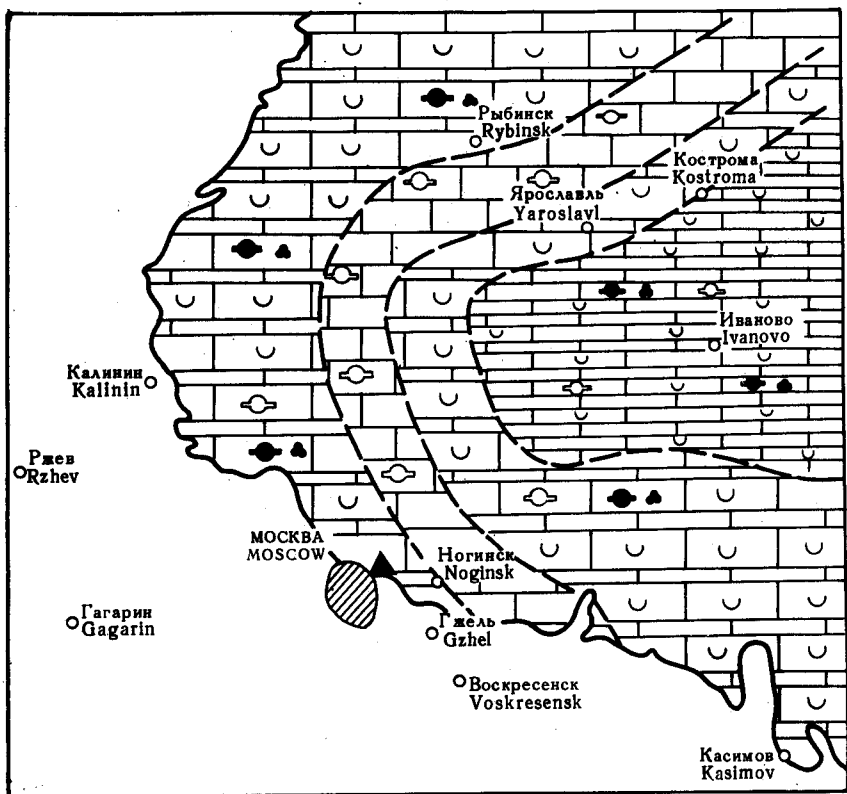 Рыбинск
Rybinsk
Кострома
Kostroma
Ярославль
Yaroslavl
Иваново
Ivanovo
Калинин
Kalinin
Ржев
Rzhev
МОСКВА
MOSCOW
Ногинск
Noginsk
Гагарин
Gagarin
Гжель
Gzhel
Воскресенск
Voskresensk
Касимов
Kasimov